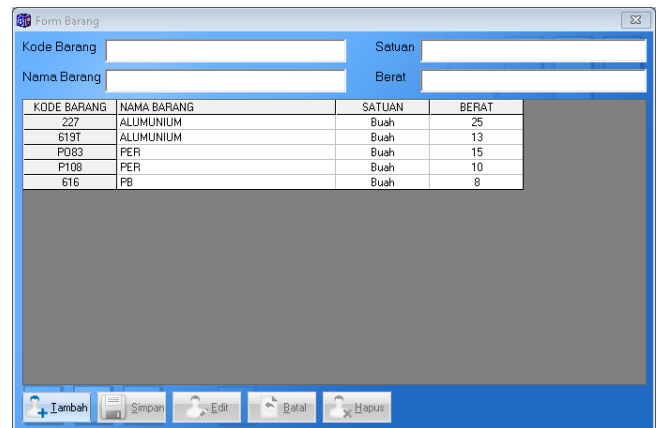 Form Barang
Kode Barang Satuan
Nama Barang Berat
KODE BARANG NAMA BARANG SATUAN BERAT
227 ALUMUNIUM Buah 25
619T ALUMUNIUM Buah 13
P083 PER Buah 15
P108 PER Buah 10
616 PB Buah 8
Tambah Simpan Edit Batal Hapus